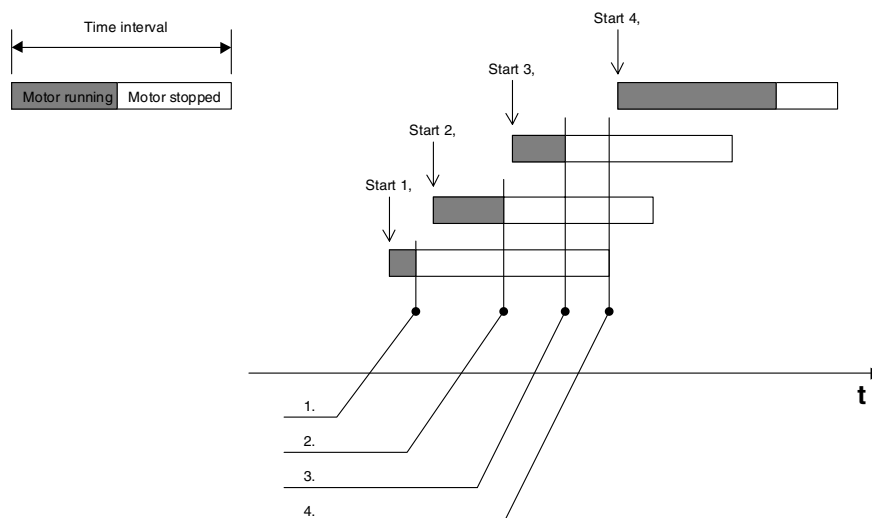 Time interval
Motor running Motor stopped
Start 4,
Start 3,
Start 2,
Start 1,
t
1.
2.
3.
4.